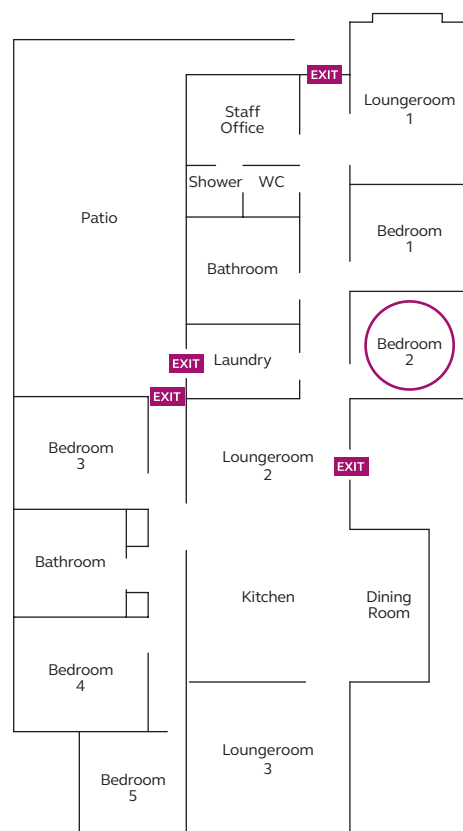 EXIT
Loungeroom
1
Staff
Office
Shower
WC
Patio
Bedroom
1
Bathroom
Bedroom
2
EXIT
Laundry
EXIT
Bedroom
3
Loungeroom
2
EXIT
Bathroom
Kitchen
Dining
Room
Bedroom
4
Loungeroom
3
Bedroom
5